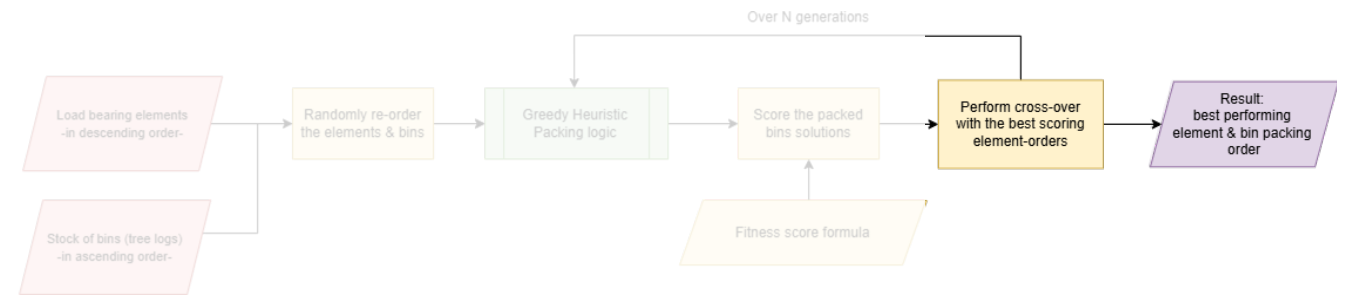 Over N generations
Load bearing elements
-in descending order-
Randomly re-order
the elements & bins
Greedy Heuristic
Packing logic
Score the packed
bins solutions
Perform cross-over
with the best scoring
element-orders
Result:
best performing
element & bin packing
order
Stock of bins (tree logs)
-in ascending order-
Fitness score formula